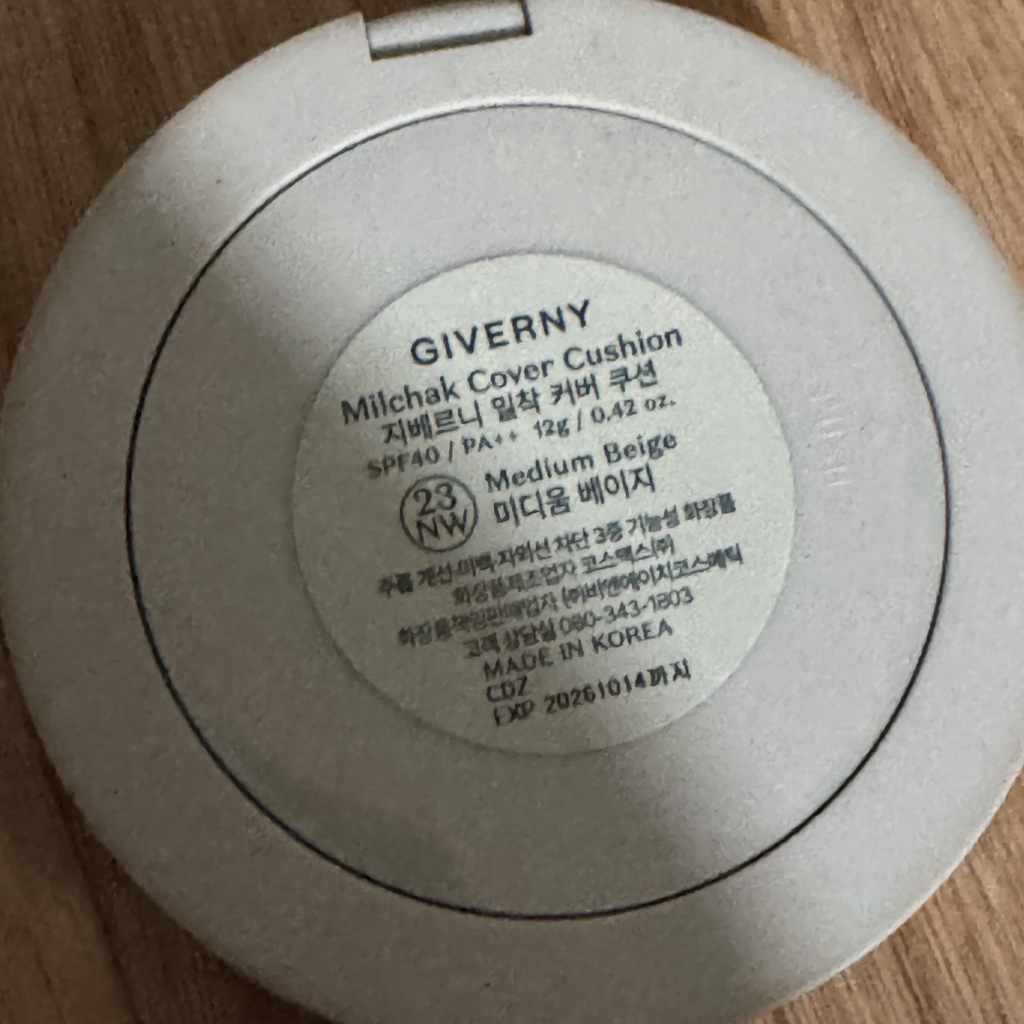 GIVERNY
Milchak Cover Cushion
지베르니 밀착 커버 쿠션
SPF40 / PA++ 12g / 0.42 oz.
23
NW
Medium Beige
미디움 베이지
주름 개선·미백·자외선 차단 3중 기능성 화장품
화장품제조업자 코스맥스(주)
화장품책임판매업자 (주)비앤에이치코스메틱
고객 상담실 080-343-1803
MADE IN KOREA
CDZ
EXP 20261014까지
PUSH